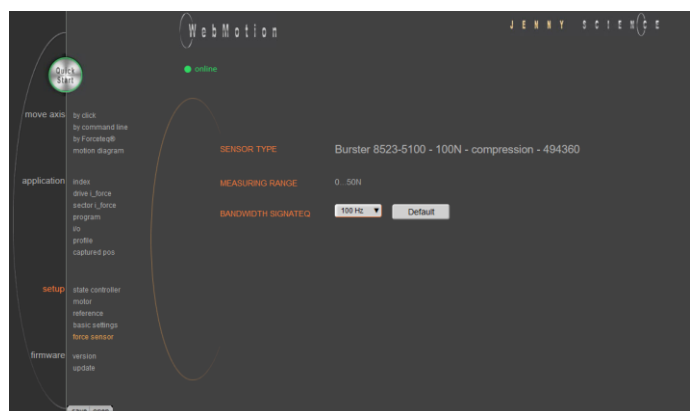 WebMotion
JENNY SCIENCE
Quick
Start
online
move axis
by click
by command line
by Forceteq®
motion diagram
SENSOR TYPE
Burster 8523-5100 - 100N - compression - 494360
application
index
drive i_force
sector i_force
program
i/o
profile
captured pos
MEASURING RANGE
0...50N
BANDWIDTH SIGNATEQ
100 Hz
Default
setup
state controller
motor
reference
basic settings
force sensor
firmware
version
update